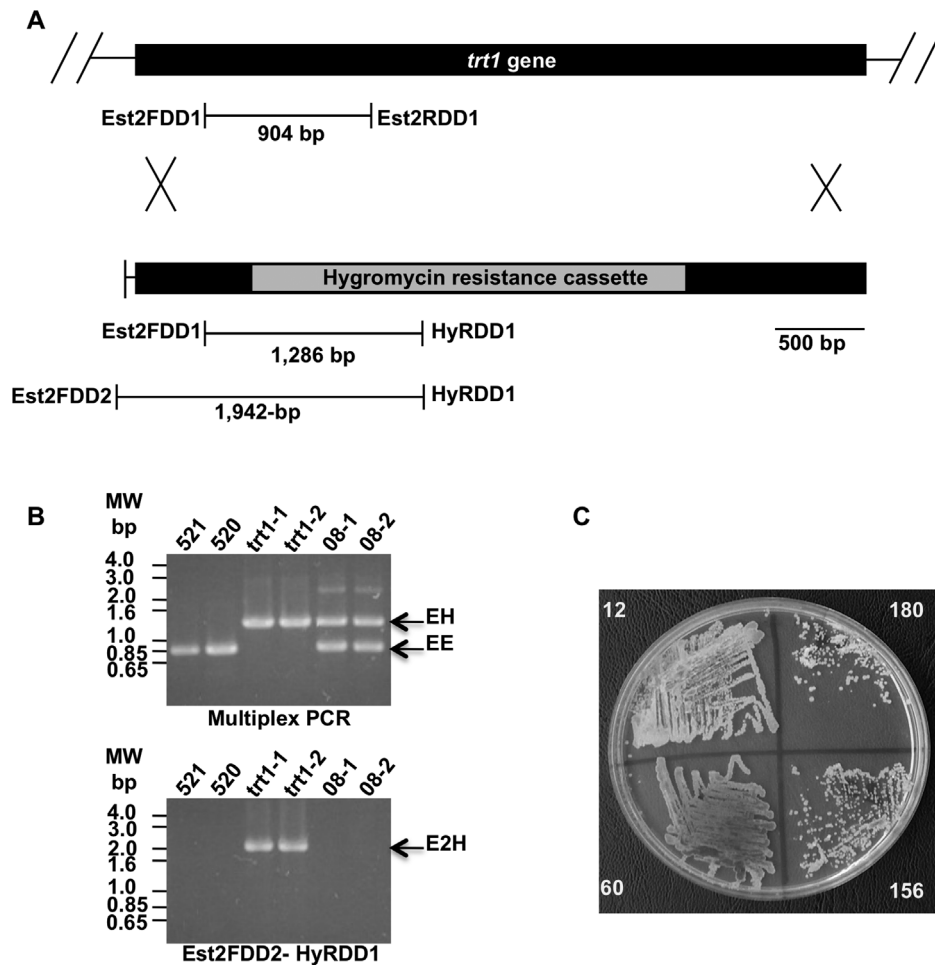 A
trt1 gene
Est2FDD1 Est2RDD1
904 bp
Hygromycin resistance cassette
Est2FDD1 HyRDD1
1,286 bp
500 bp
Est2FDD2 HyRDD1
1,942-bp
B
MW
bp
521 520 trt1-1 trt1-2 08-1 08-2
4.0
3.0
2.0
1.6
1.0
0.85
0.65
EH
EE
Multiplex PCR
MW
bp
521 520 trt1-1 trt1-2 08-1 08-2
4.0
3.0
2.0
1.6
1.0
0.85
0.65
E2H
Est2FDD2- HyRDD1
C
12 180
60 156